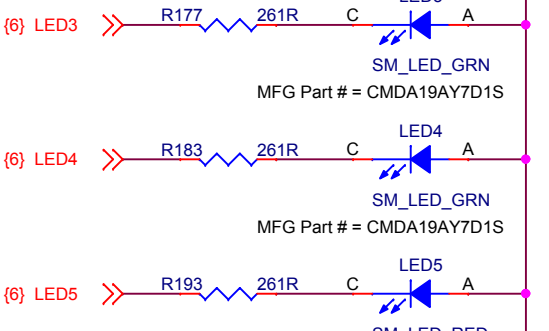 {6} LED3 R177 261R C A
SM_LED_GRN
MFG Part # = CMDA19AY7D1S
LED4
{6} LED4 R183 261R C A
SM_LED_GRN
MFG Part # = CMDA19AY7D1S
LED5
{6} LED5 R193 261R C A